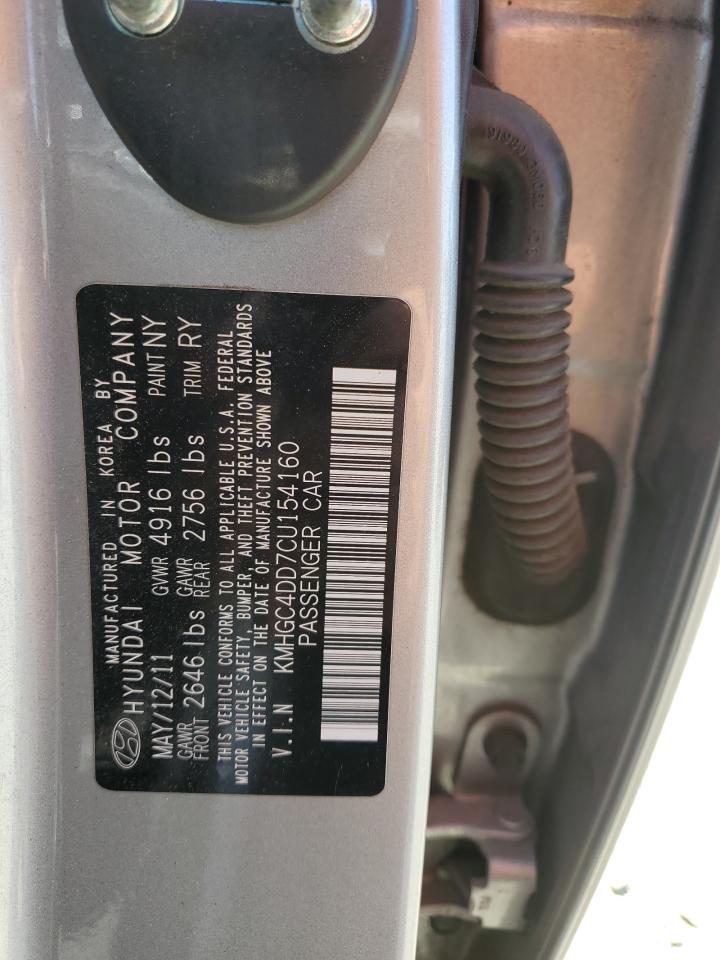 MANUFACTURED IN KOREA BY
HYUNDAI MOTOR COMPANY
MAY/12/11 GVWR 4916 lbs PAINT NY
GAWR FRONT 2646 lbs GAWR REAR 2756 lbs TRIM RY
THIS VEHICLE CONFORMS TO ALL APPLICABLE U.S.A. FEDERAL
MOTOR VEHICLE SAFETY, BUMPER, AND THEFT PREVENTION STANDARDS
IN EFFECT ON THE DATE OF MANUFACTURE SHOWN ABOVE
V.I.N KMHGC4DD7CU154160
PASSENGER CAR